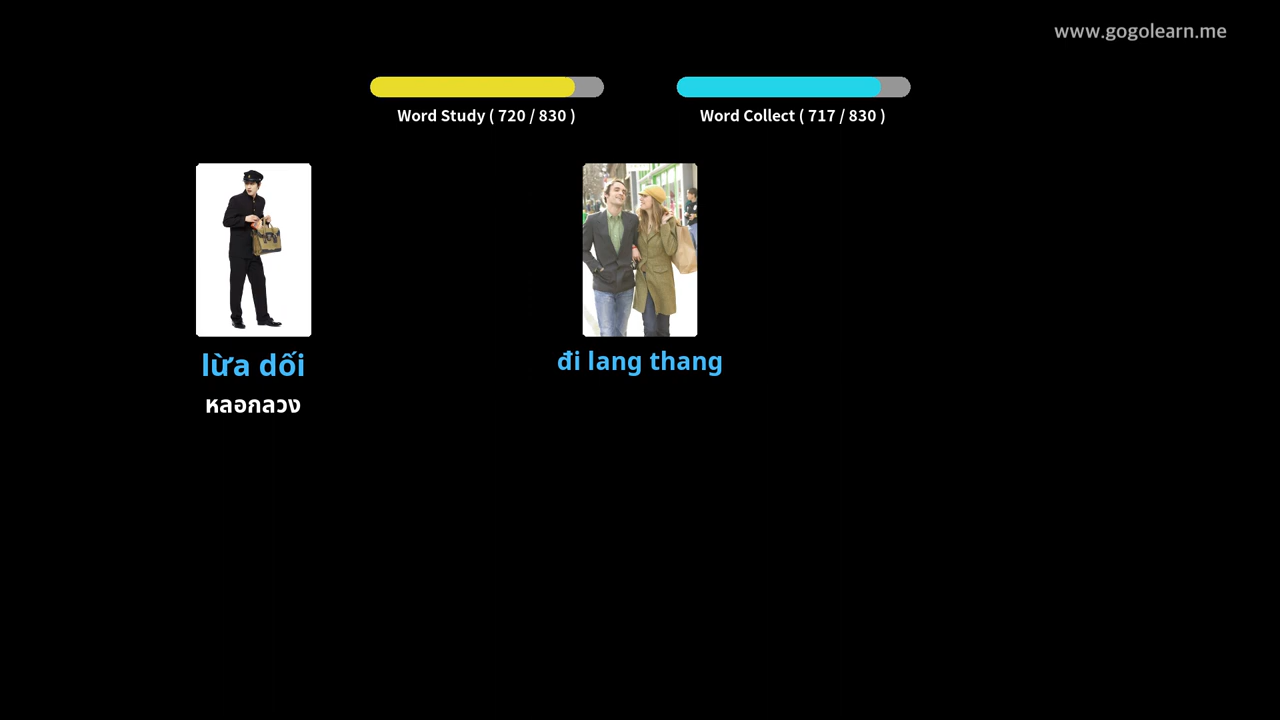 www.gogolearn.me
Word Study ( 720 / 830 )
Word Collect ( 717 / 830 )
lừa dối
หลอกลวง
đi lang thang